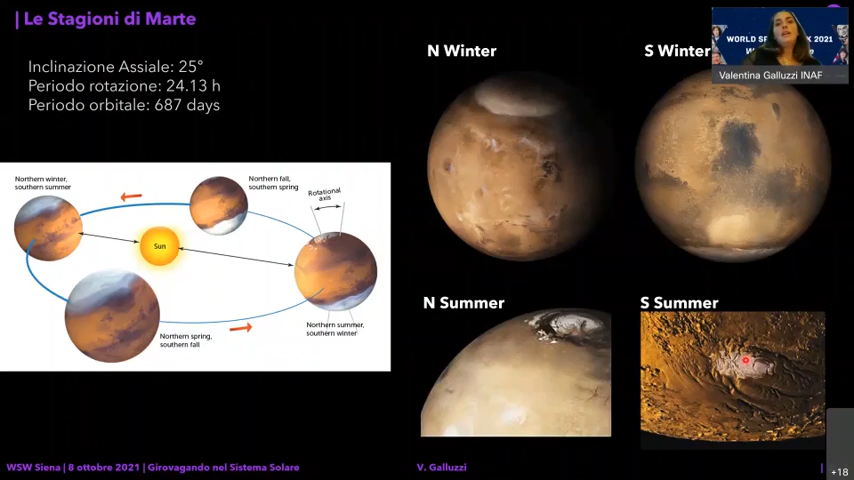 | Le Stagioni di Marte
Inclinazione Assiale: 25°
Periodo rotazione: 24.13 h
Periodo orbitale: 687 days
Northern winter,
southern summer
Northern fall,
southern spring
Rotational
axis
Sun
Northern spring,
southern fall
Northern summer,
southern winter
N Winter
S Winter
WORLD
2021
Valentina Galluzzi INAF
N Summer
S Summer
WSW Siena | 8 ottobre 2021 | Girovagando nel Sistema Solare
V. Galluzzi
|
+18